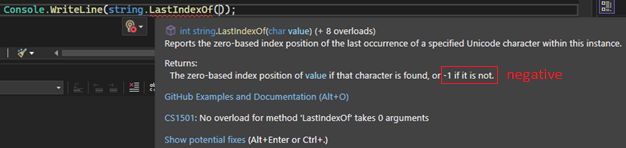 Console.WriteLine(string.LastIndexOf());
int string.LastIndexOf(char value) (+ 8 overloads)
Reports the zero-based index position of the last occurrence of a specified Unicode character within this instance.
Returns:
The zero-based index position of value if that character is found, or -1 if it is not. negative
GitHub Examples and Documentation (Alt+O)
CS1501: No overload for method 'LastIndexOf' takes 0 arguments
Show potential fixes (Alt+Enter or Ctrl+.)